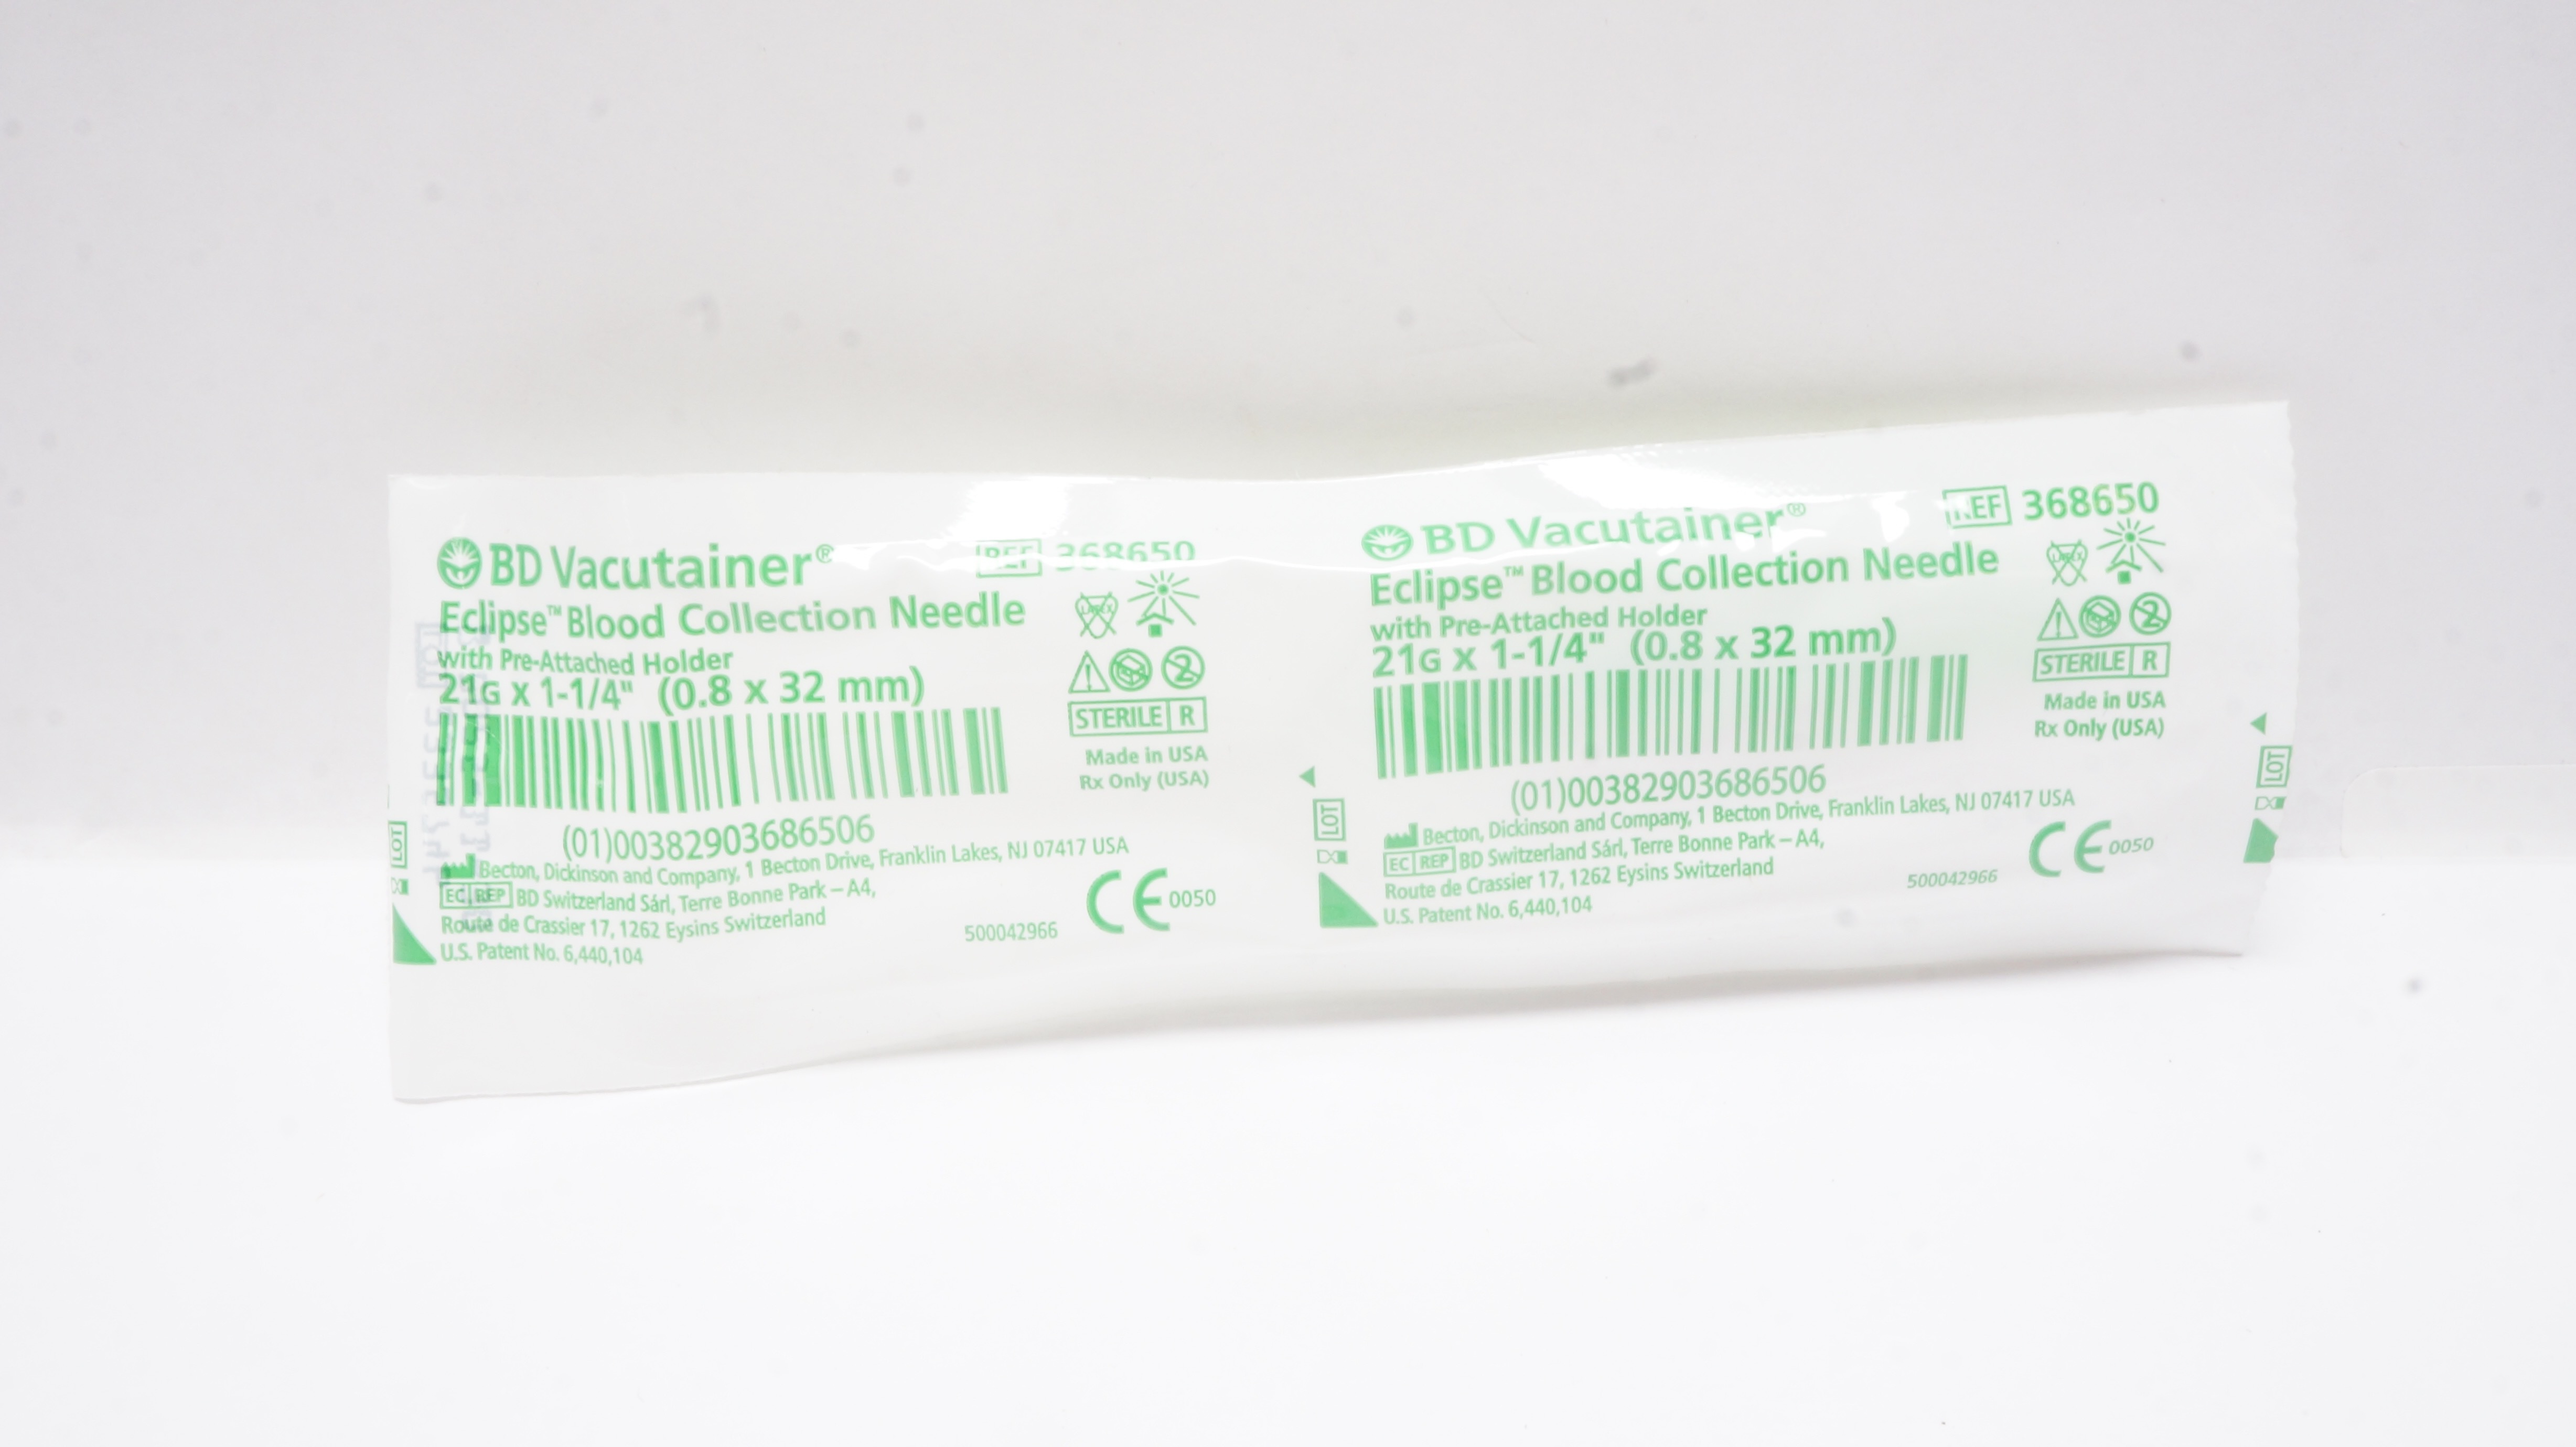 BD Vacutainer®
REF 368650
Eclipse™ Blood Collection Needle
with Pre-Attached Holder
21G x 1-1/4" (0.8 x 32 mm)
LATEX
2
STERILE R
Made in USA
Rx Only (USA)
(01)00382903686506
Becton, Dickinson and Company, 1 Becton Drive, Franklin Lakes, NJ 07417 USA
EC REP BD Switzerland Sárl, Terre Bonne Park – A4,
Route de Crassier 17, 1262 Eysins Switzerland
U.S. Patent No. 6,440,104
500042966
CE 0050
LOT
BD Vacutainer®
REF 368650
Eclipse™ Blood Collection Needle
with Pre-Attached Holder
21G x 1-1/4" (0.8 x 32 mm)
LATEX
2
STERILE R
Made in USA
Rx Only (USA)
(01)00382903686506
Becton, Dickinson and Company, 1 Becton Drive, Franklin Lakes, NJ 07417 USA
EC REP BD Switzerland Sárl, Terre Bonne Park – A4,
Route de Crassier 17, 1262 Eysins Switzerland
U.S. Patent No. 6,440,104
500042966
CE 0050
LOT
LOT